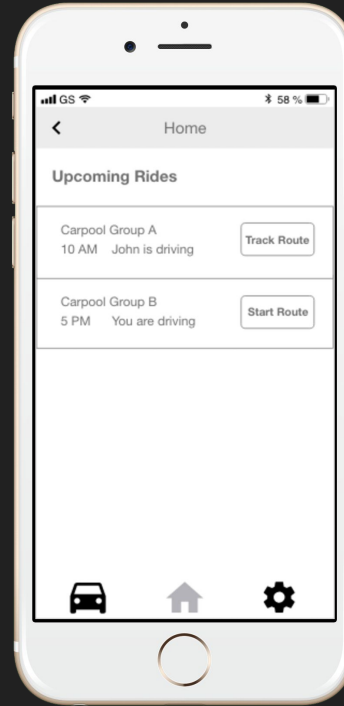 GS
58 %
Home
Upcoming Rides
Carpool Group A
10 AM John is driving
Track Route
Carpool Group B
5 PM You are driving
Start Route